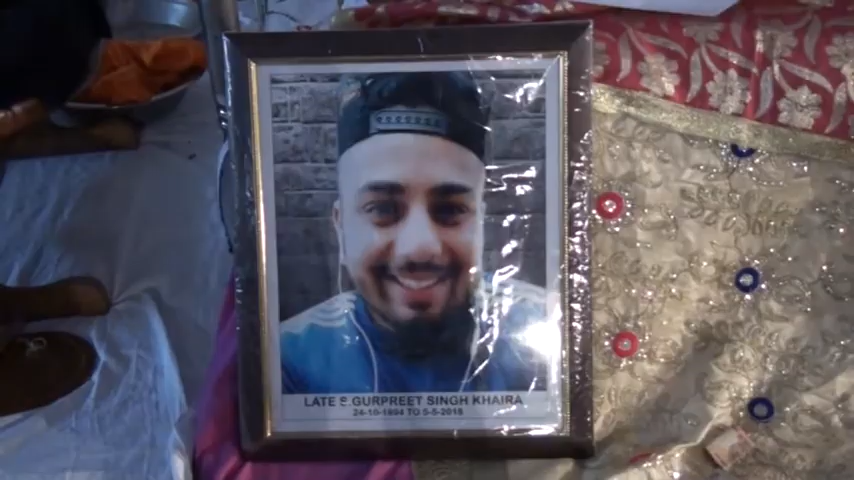 LATE S.GURPREET SINGH KHAIRA
24-10-1994 TO 5-5-2018